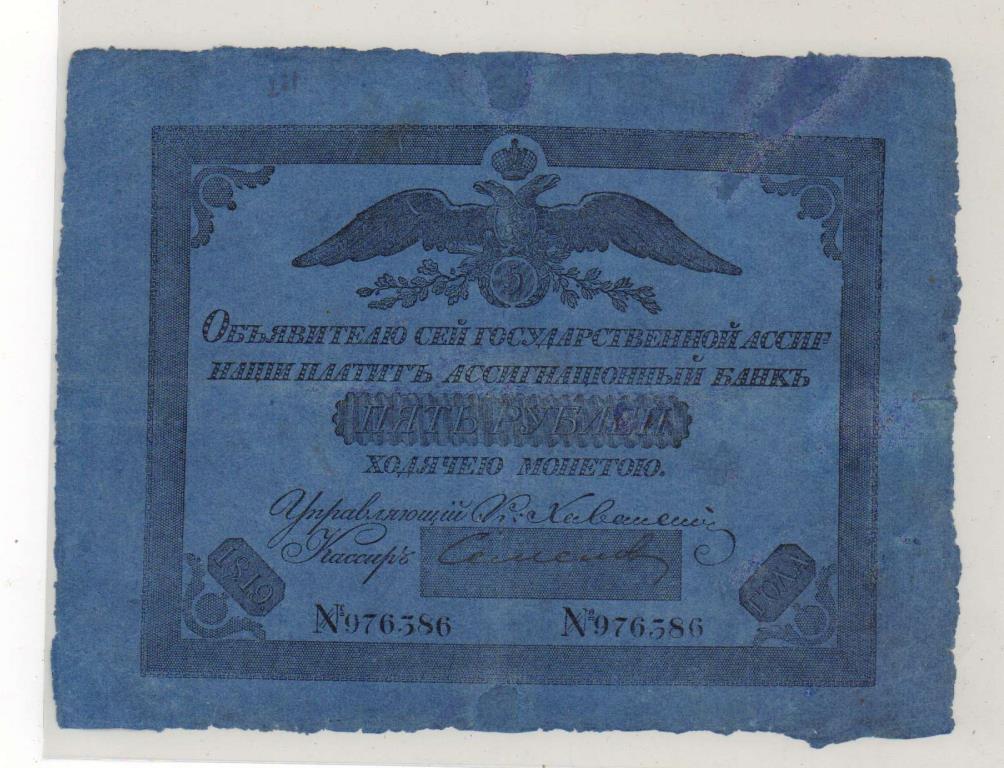 5
Объявителю сей государственной ассиг-
націи платитъ ассигнаціонный банкъ
ПЯТЬ РУБЛЕЙ
ходячею монетою.
Управляющій К: Хованский
Кассиръ
1819 ГОДА
№976386 №976386